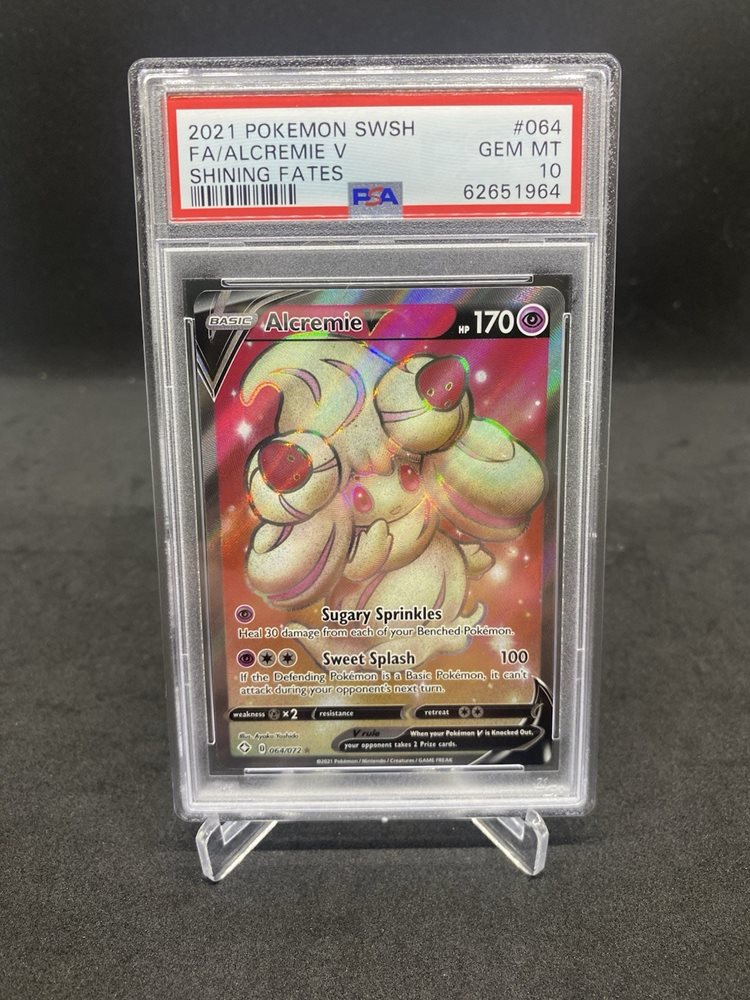 2021 POKEMON SWSH #064
FA/ALCREMIE V GEM MT
SHINING FATES 10
PSA 62651964
BASIC Alcremie V HP 170
Sugary Sprinkles
Heal 30 damage from each of your Benched Pokémon.
Sweet Splash 100
If the Defending Pokémon is a Basic Pokémon, it can't
attack during your opponent's next turn.
weakness ×2 resistance retreat
V rule When your Pokémon V is Knocked Out,
your opponent takes 2 Prize cards.
Illus. Ayaka Yoshida
064/072
©2021 Pokémon / Nintendo / Creatures / GAME FREAK